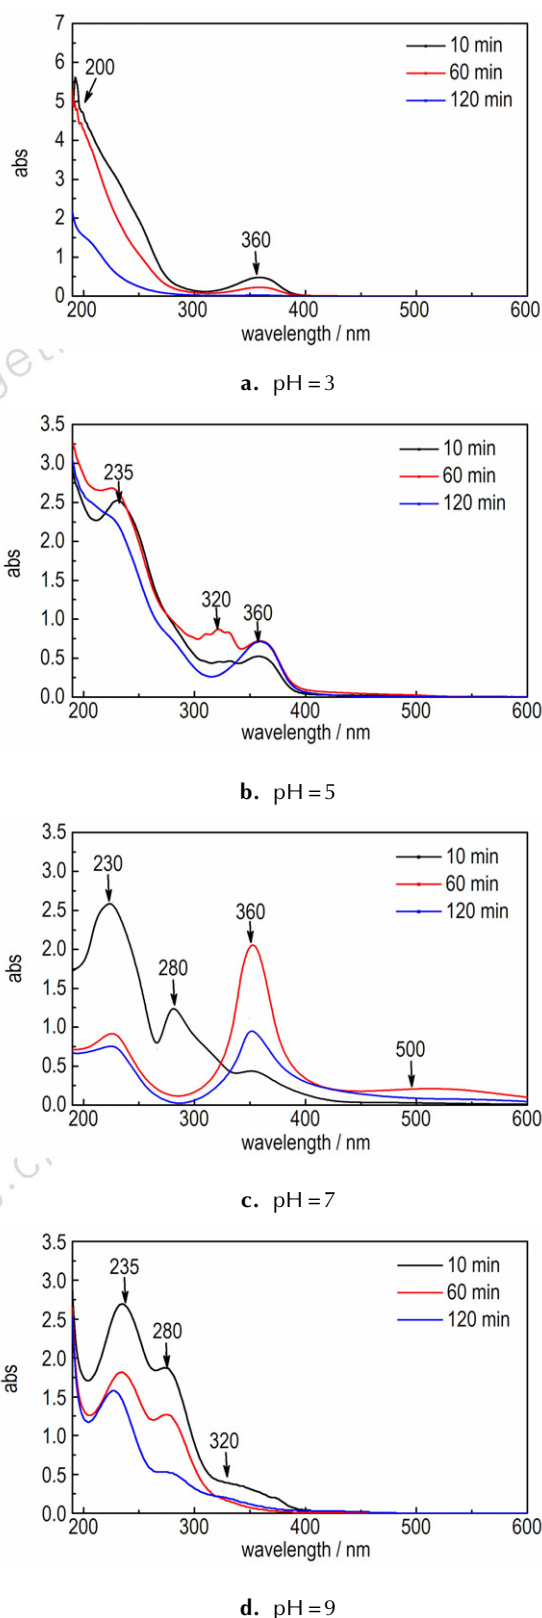 7
6
5
4
3
2
1
0
abs
200
360
10 min
60 min
120 min
200 300 400 500 600
wavelength / nm
a. pH = 3
3.5
3.0
2.5
2.0
1.5
1.0
0.5
0.0
abs
235
320
360
10 min
60 min
120 min
200 300 400 500 600
wavelength / nm
b. pH = 5
3.5
3.0
2.5
2.0
1.5
1.0
0.5
0.0
abs
230
280
360
500
10 min
60 min
120 min
200 300 400 500 600
wavelength / nm
c. pH = 7
3.5
3.0
2.5
2.0
1.5
1.0
0.5
0.0
abs
235
280
320
10 min
60 min
120 min
200 300 400 500 600
wavelength / nm
d. pH = 9